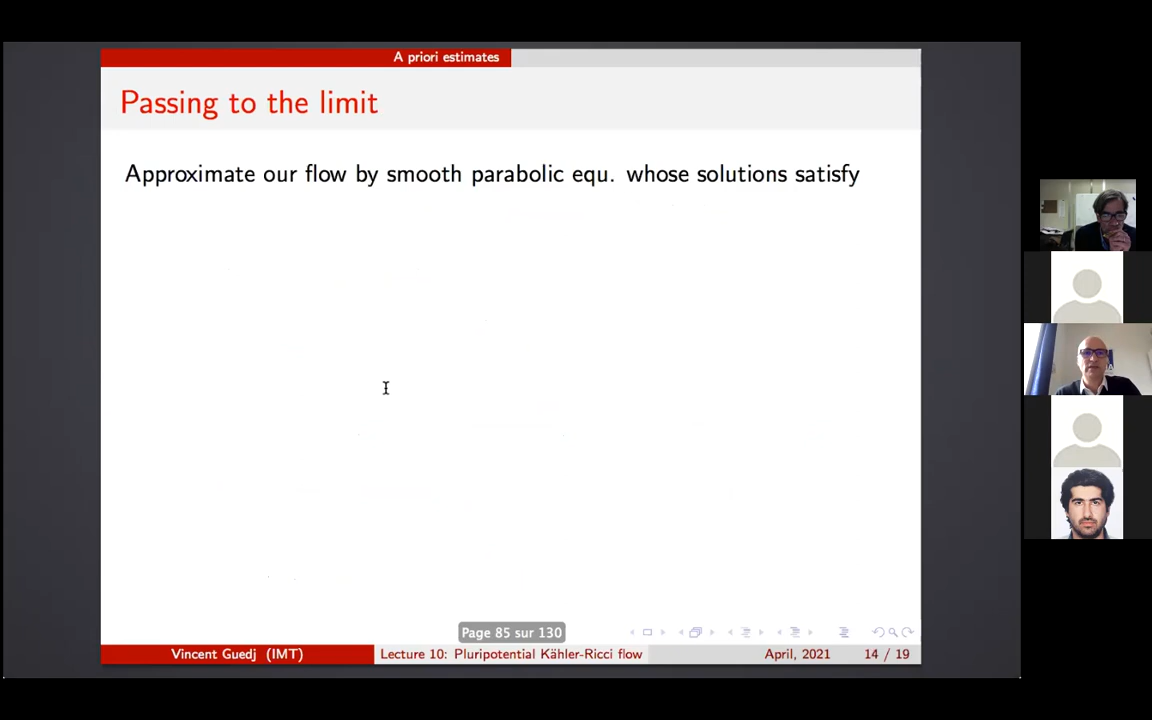 A priori estimates
Passing to the limit
Approximate our flow by smooth parabolic equ. whose solutions satisfy
Page 85 sur 130
Vincent Guedj (IMT)
Lecture 10: Pluripotential Kähler-Ricci flow
April, 2021
14 / 19